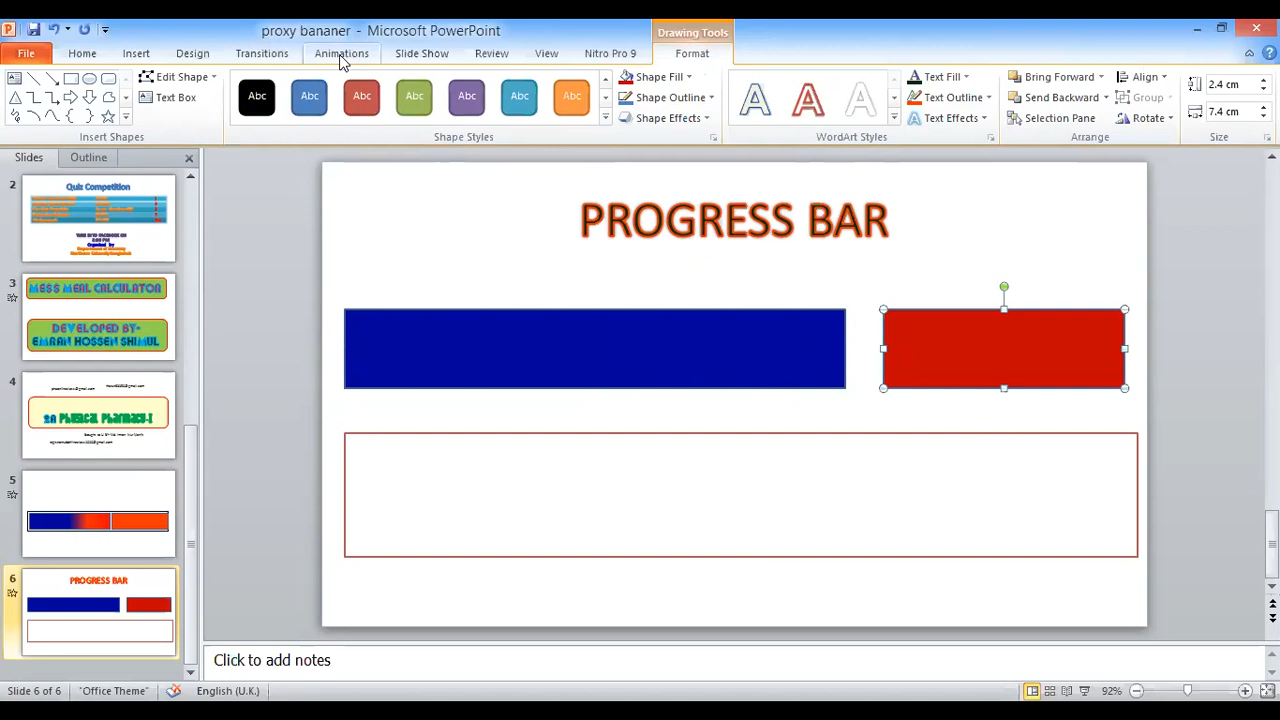 proxy bananer - Microsoft PowerPoint
Drawing Tools
File Home Insert Design Transitions Animations Slide Show Review View Nitro Pro 9 Format
Edit Shape
Text Box
Insert Shapes
Abc Abc Abc Abc Abc Abc Abc
Shape Fill
Shape Outline
Shape Effects
Shape Styles
A A A
WordArt Styles
Text Fill
Text Outline
Text Effects
Bring Forward
Send Backward
Selection Pane
Align
Group
Rotate
Arrange
2.4 cm
7.4 cm
Size
Slides Outline
2
Quiz Competition
3
MESS MEAL CALCULATOR
DEVELOPED BY-
EMRAN HOSSEN SHIMUL
4
2A Physical Pharmacy-I
5
6
PROGRESS BAR
PROGRESS BAR
Click to add notes
Slide 6 of 6 "Office Theme" English (U.K.) 92%